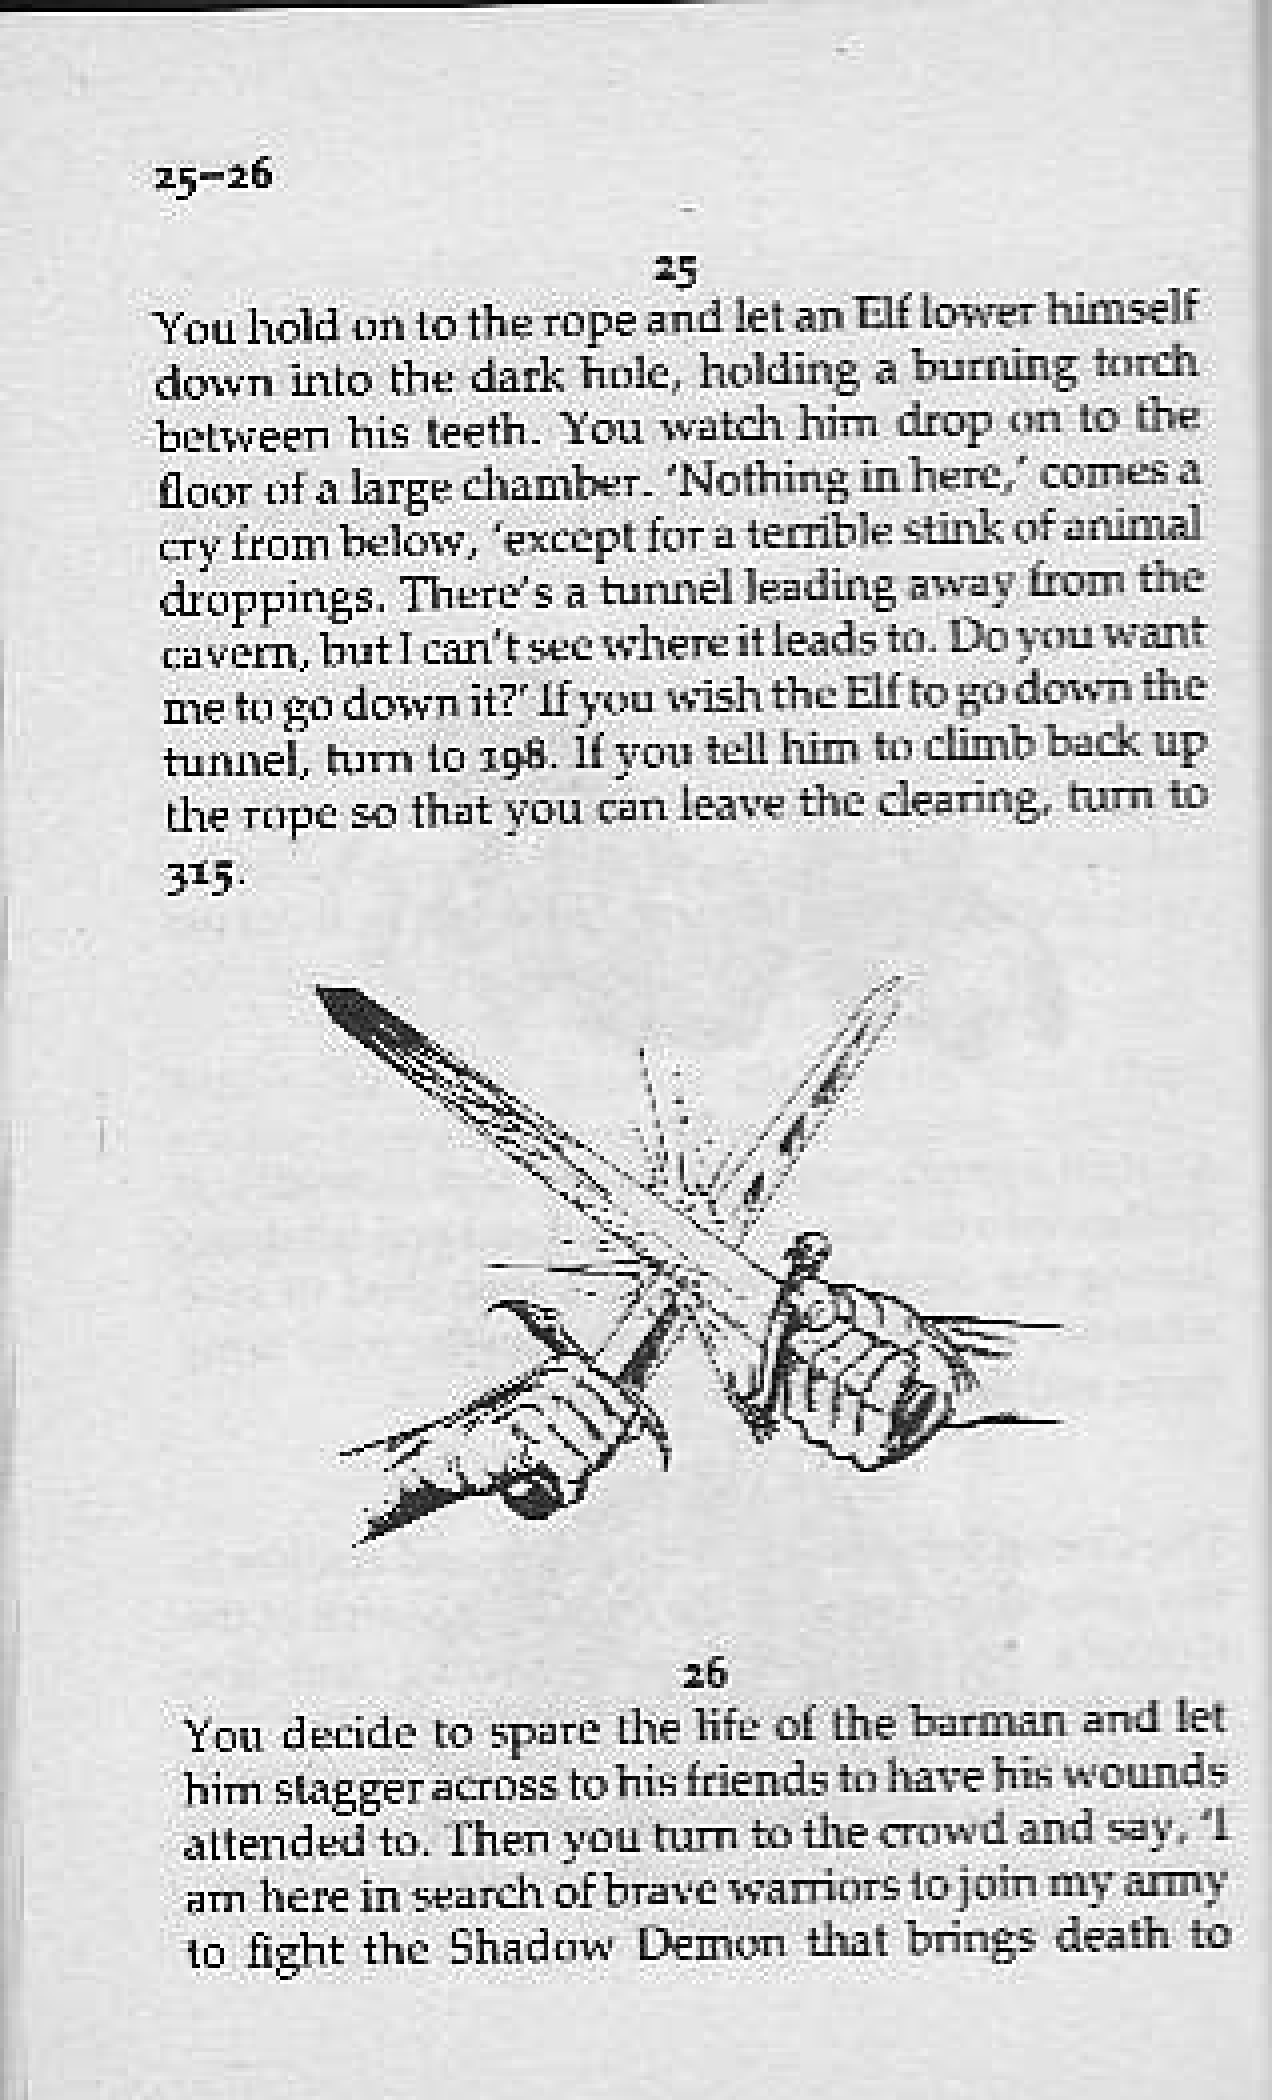 25–26
25
You hold on to the rope and let an Elf lower himself
down into the dark hole, holding a burning torch
between his teeth. You watch him drop on to the
floor of a large chamber. 'Nothing in here,' comes a
cry from below, 'except for a terrible stink of animal
droppings. There's a tunnel leading away from the
cavern, but I can't see where it leads to. Do you want
me to go down it?' If you wish the Elf to go down the
tunnel, turn to 198. If you tell him to climb back up
the rope so that you can leave the clearing, turn to
315.
26
You decide to spare the life of the barman and let
him stagger across to his friends to have his wounds
attended to. Then you turn to the crowd and say, 'I
am here in search of brave warriors to join my army
to fight the Shadow Demon that brings death to